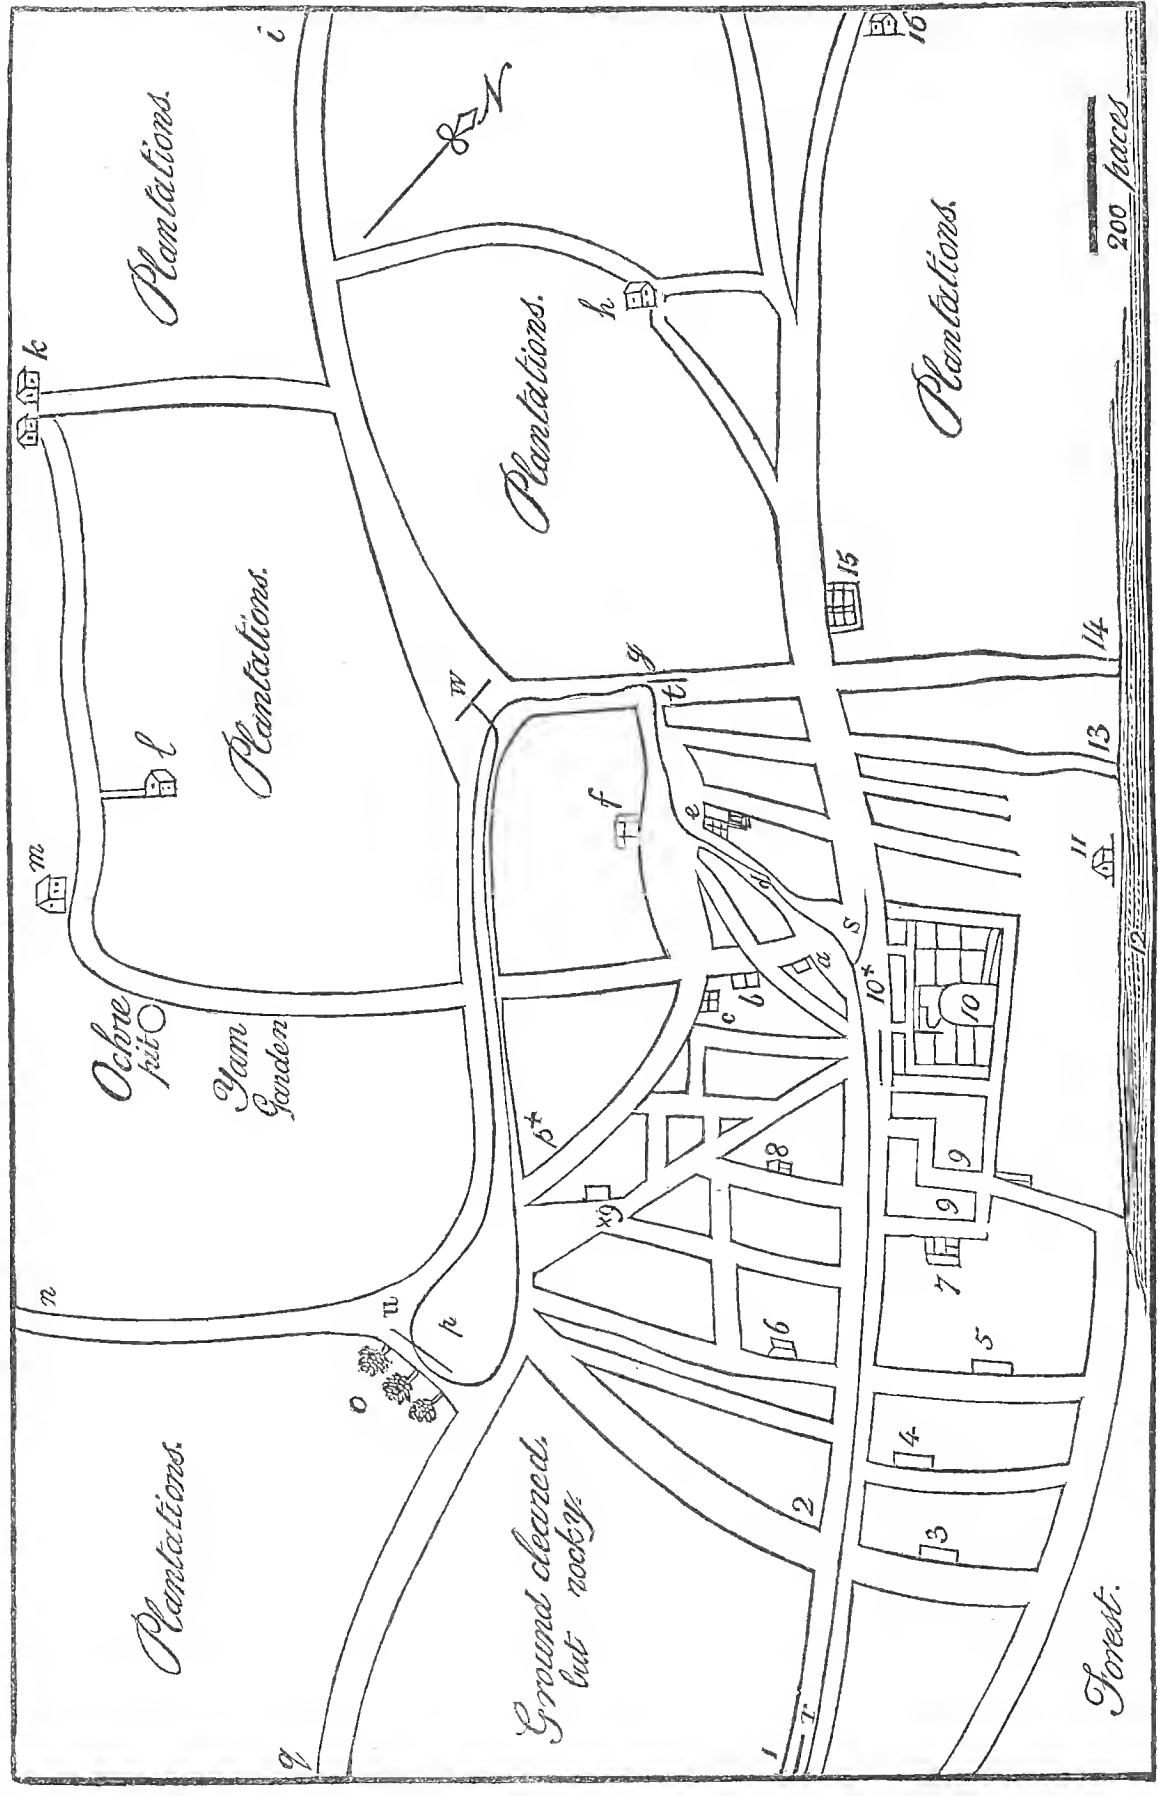 n
m
k
Ochre
pit
Plantations.
l
Plantations.
Yam
Garden
Plantations.
q
i
o
u
p
w
N
Ground cleared,
but rocky.
Plantations.
p+
x9
f
h
g
t
e
c
b
d
1
8
6
2
r
a
s
15
10+
4
16
3
7
Plantations.
9
9
10
5
11
13
14
Forest.
200 paces
12